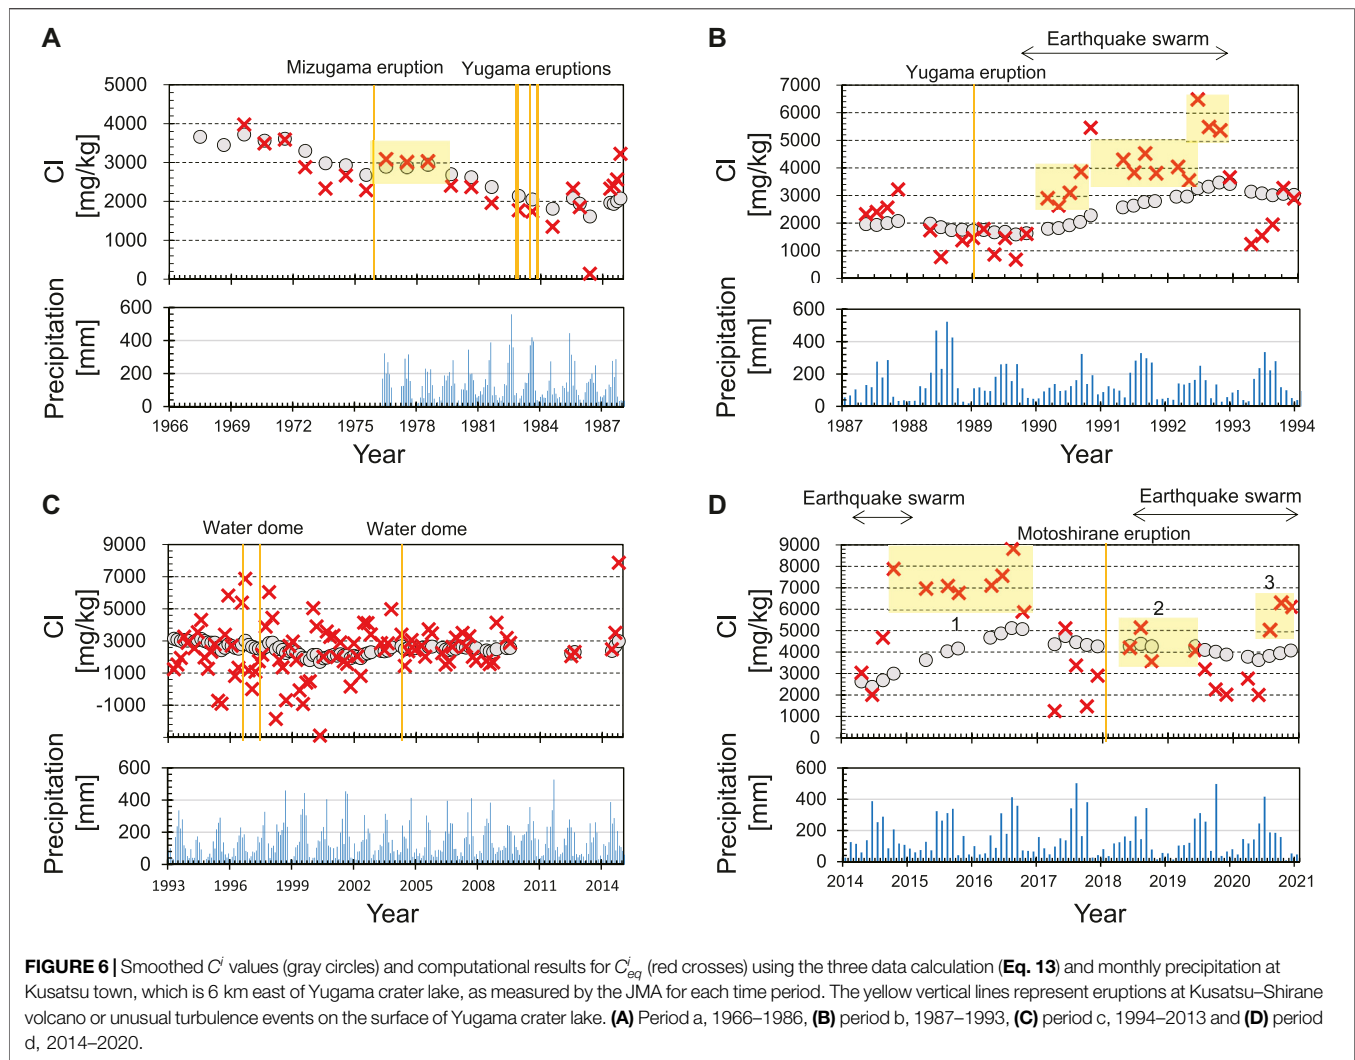 A
Mizugama eruption Yugama eruptions
5000
4000
3000
2000
1000
0
Cl
[mg/kg]
600
400
200
0
Precipitation
[mm]
1966 1969 1972 1975 1978 1981 1984 1987
Year
B
Earthquake swarm
Yugama eruption
7000
6000
5000
4000
3000
2000
1000
0
Cl
[mg/kg]
600
400
200
0
Precipitation
[mm]
1987 1988 1989 1990 1991 1992 1993 1994
Year
C
Water dome Water dome
9000
7000
5000
3000
1000
-1000
Cl
[mg/kg]
600
400
200
0
Precipitation
[mm]
1993 1996 1999 2002 2005 2008 2011 2014
Year
D
Earthquake swarm Earthquake swarm
Motoshirane eruption
9000
8000
7000
6000
5000
4000
3000
2000
1000
0
Cl
[mg/kg]
1
2
3
600
400
200
0
Precipitation
[mm]
2014 2015 2016 2017 2018 2019 2020 2021
Year
FIGURE 6 | Smoothed C^i values (gray circles) and computational results for C^i_eq (red crosses) using the three data calculation (Eq. 13) and monthly precipitation at
Kusatsu town, which is 6 km east of Yugama crater lake, as measured by the JMA for each time period. The yellow vertical lines represent eruptions at Kusatsu–Shirane
volcano or unusual turbulence events on the surface of Yugama crater lake. (A) Period a, 1966–1986, (B) period b, 1987–1993, (C) period c, 1994–2013 and (D) period
d, 2014–2020.